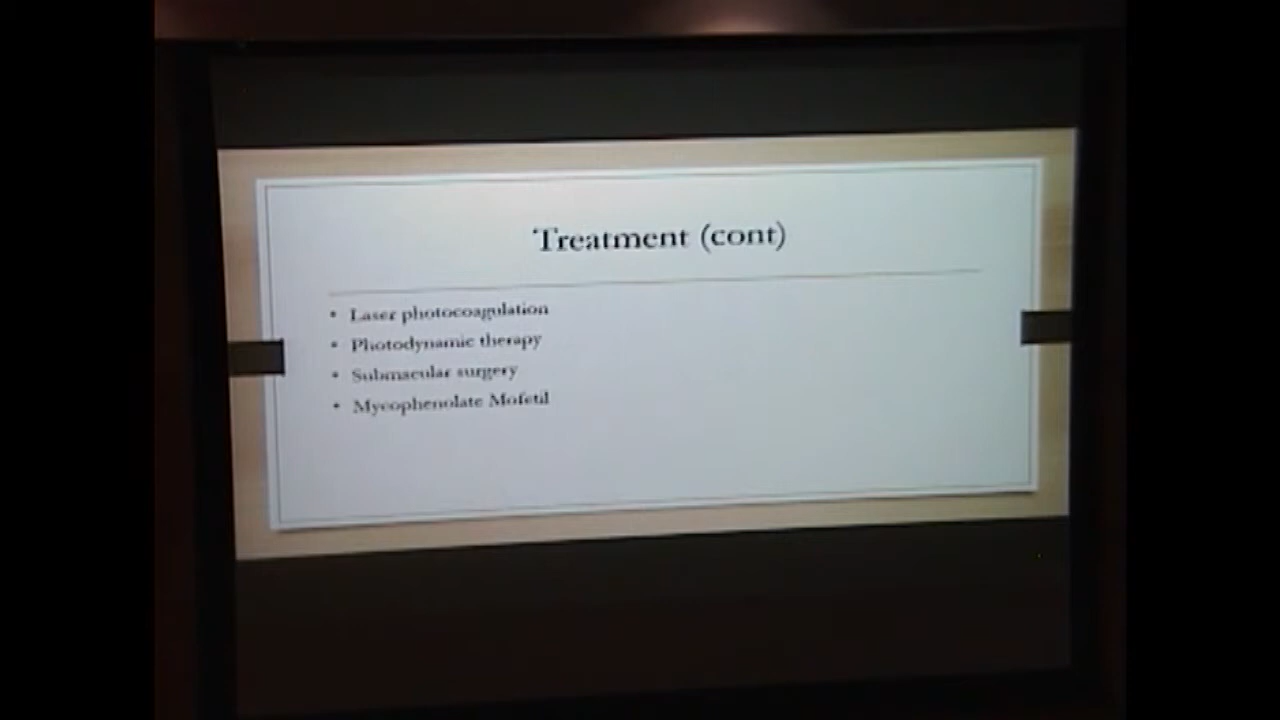 Treatment (cont)
• Laser photocoagulation
• Photodynamic therapy
• Submacular surgery
• Mycophenolate Mofetil